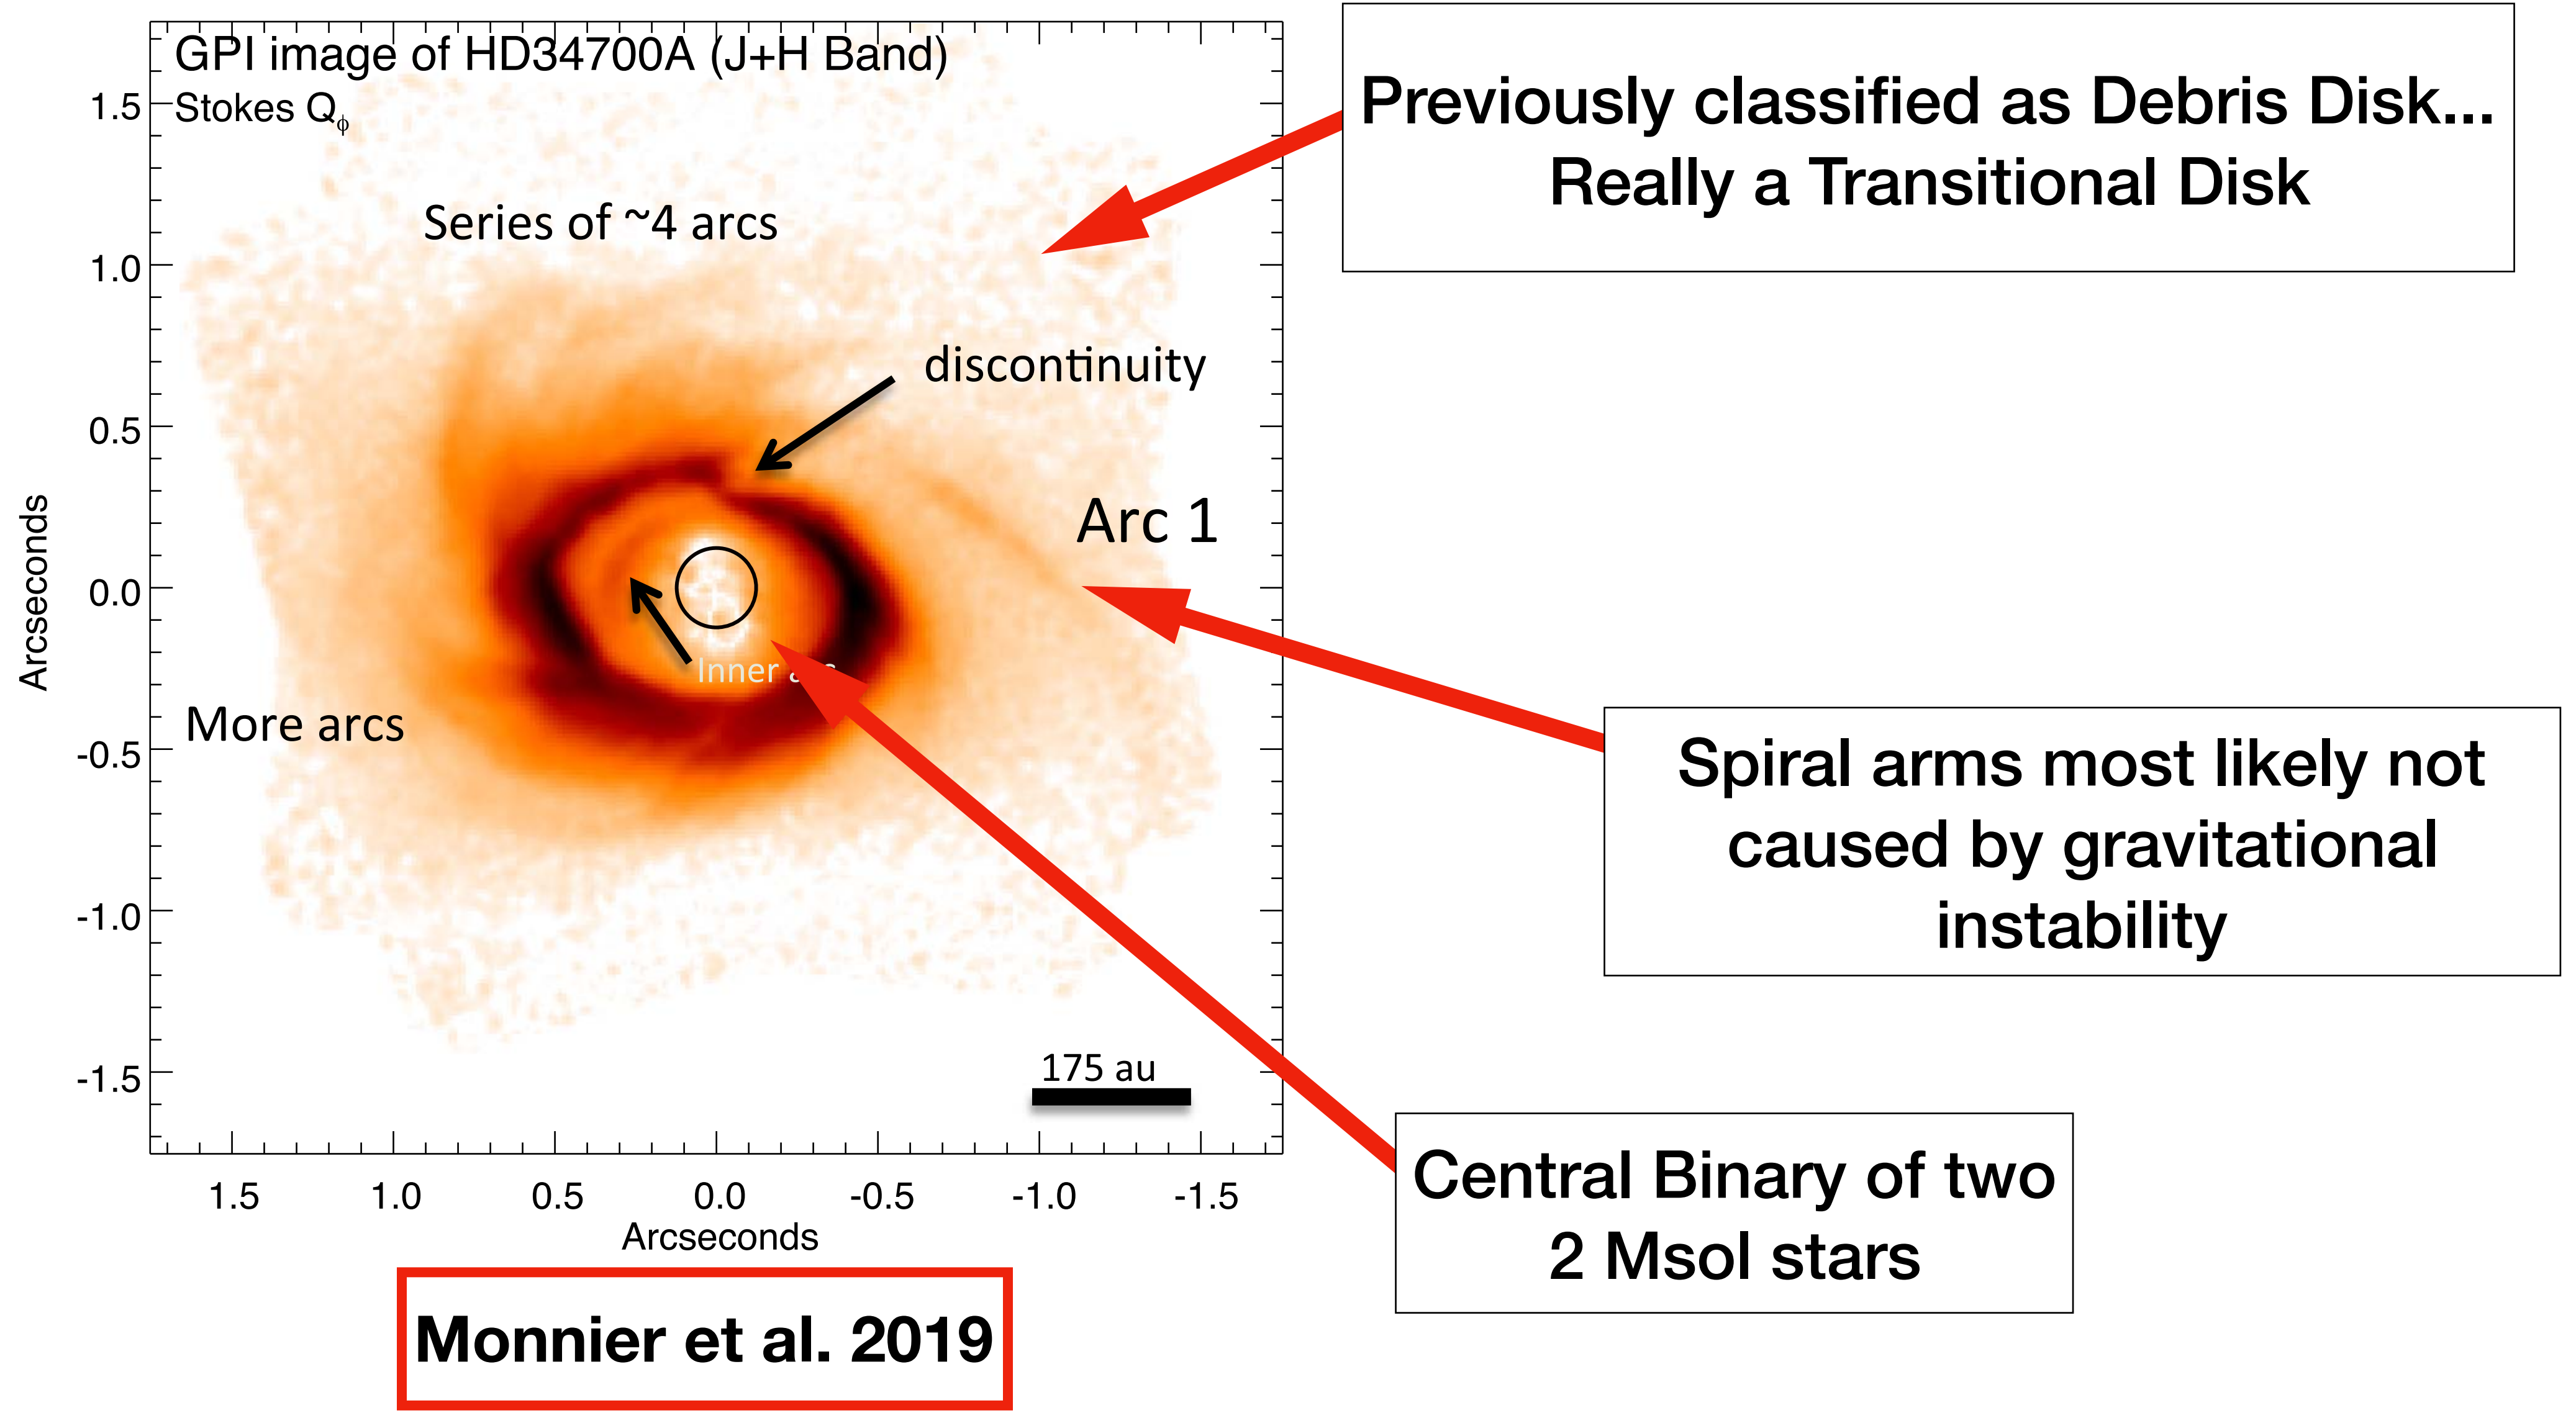 GPI image of HD34700A (J+H Band)
Stokes Qϕ
Series of ~4 arcs
discontinuity
Arc 1
Inner
More arcs
175 au
1.5
1.0
0.5
0.0
-0.5
-1.0
-1.5
Arcseconds
1.5 1.0 0.5 0.0 -0.5 -1.0 -1.5
Arcseconds
Monnier et al. 2019
Previously classified as Debris Disk...
Really a Transitional Disk
Spiral arms most likely not
caused by gravitational
instability
Central Binary of two
2 Msol stars